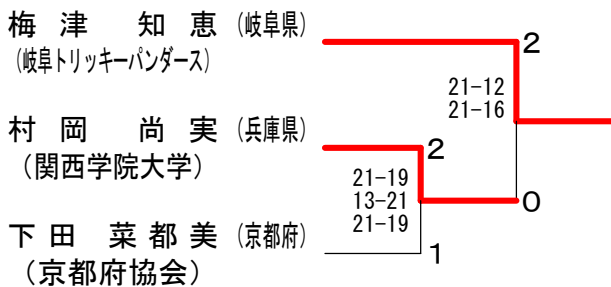 梅津 知恵 (岐阜県) 2
(岐阜トリッキーパンダース)
21-12
21-16
村岡 尚実 (兵庫県) 2
(関西学院大学)
21-19
13-21
21-19
0
下田 菜都美 (京都府) 1
(京都府協会)